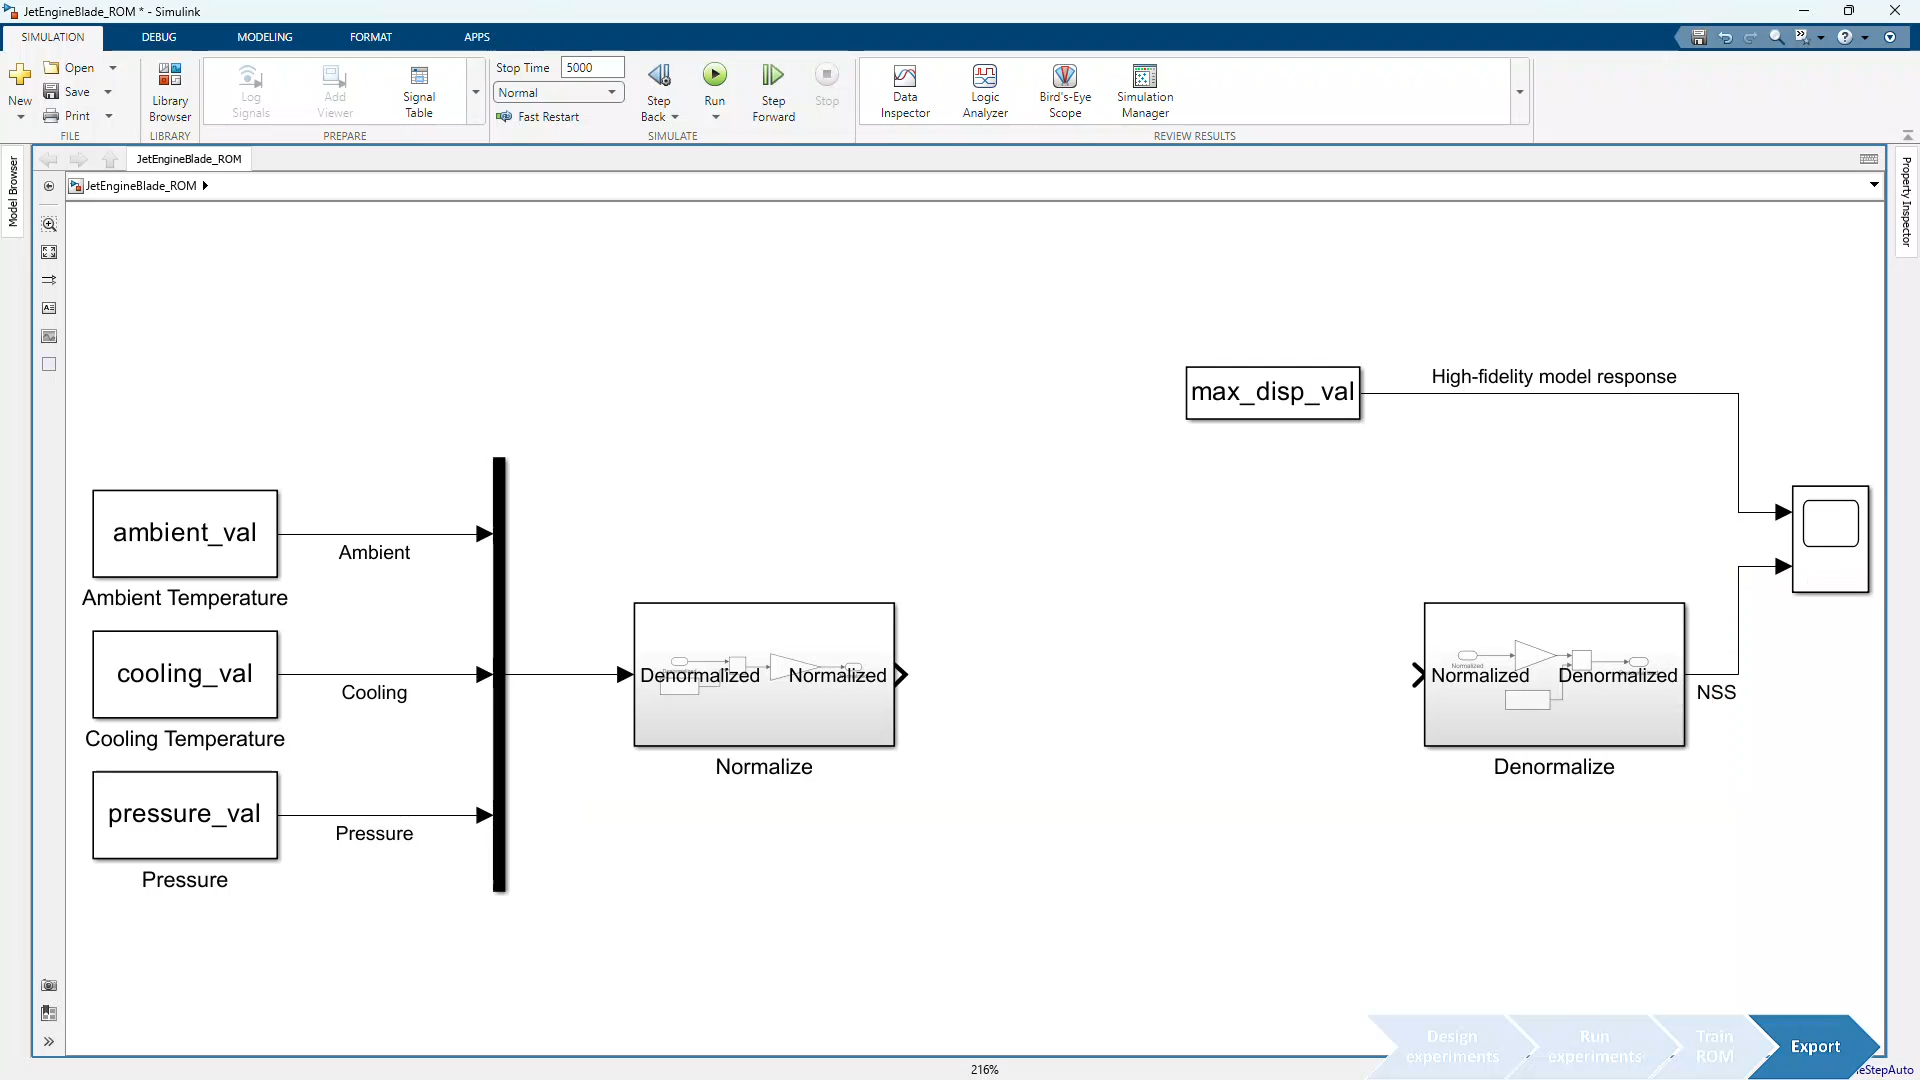 JetEngineBlade_ROM * - Simulink
SIMULATION
DEBUG
MODELING
FORMAT
APPS
New
Open
Save
Print
FILE
Library
Browser
LIBRARY
Log
Signals
Add
Viewer
Signal
Table
PREPARE
Stop Time
5000
Normal
Fast Restart
Step
Back
Run
Step
Forward
Stop
SIMULATE
Data
Inspector
Logic
Analyzer
Bird's-Eye
Scope
Simulation
Manager
REVIEW RESULTS
Model Browser
JetEngineBlade_ROM
JetEngineBlade_ROM
Property Inspector
max_disp_val
High-fidelity model response
ambient_val
Ambient
Ambient Temperature
cooling_val
Cooling
Cooling Temperature
pressure_val
Pressure
Pressure
Denormalized
Normalized
Normalize
Normalized
Denormalized
Denormalize
NSS
Design
experiments
Run
experiments
Train
ROM
Export
216%
eStepAuto